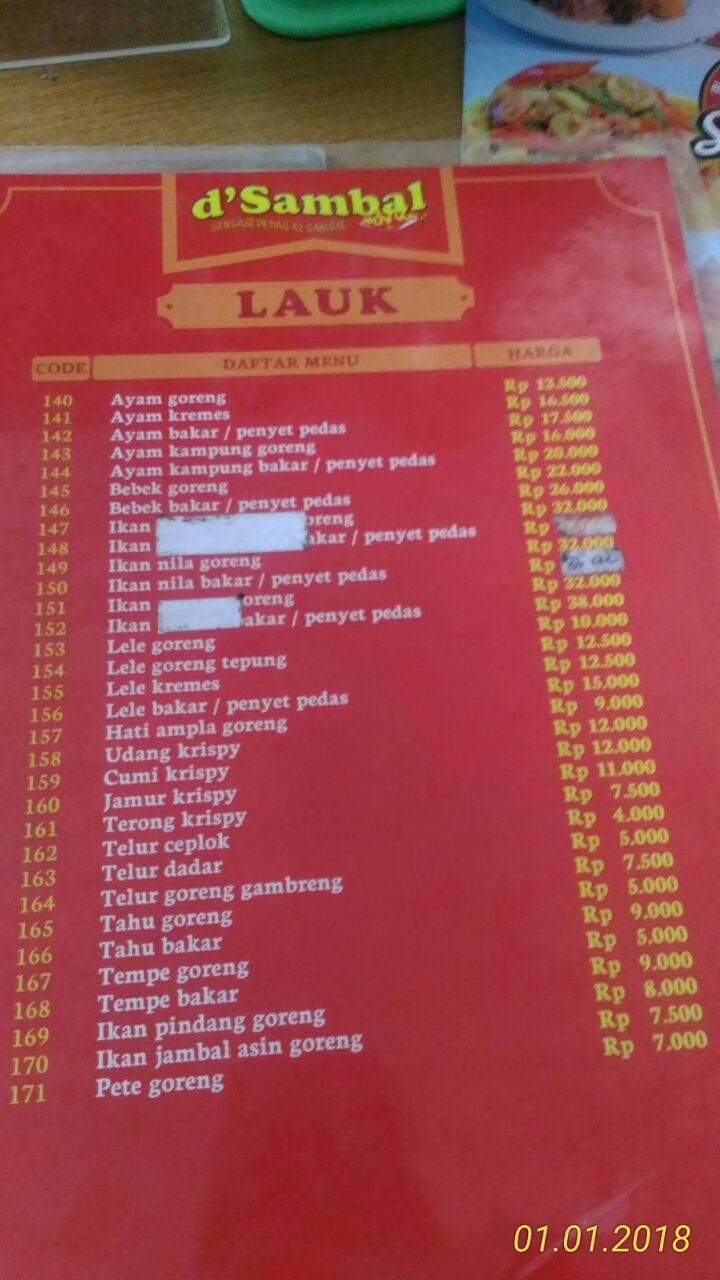 d'Sambal
SENSASI PEDAS 42 SAMBAL
LAUK
CODE DAFTAR MENU HARGA
140 Ayam goreng Rp 13.500
141 Ayam kremes Rp 16.500
142 Ayam bakar / penyet pedas Rp 17.500
143 Ayam kampung goreng Rp 16.000
144 Ayam kampung bakar / penyet pedas Rp 20.000
145 Bebek goreng Rp 22.000
146 Bebek bakar / penyet pedas Rp 26.000
147 Ikan oreng Rp 32.000
148 Ikan akar / penyet pedas Rp
149 Ikan nila goreng Rp 32.000
150 Ikan nila bakar / penyet pedas Rp
151 Ikan oreng Rp 32.000
152 Ikan akar / penyet pedas Rp 38.000
153 Lele goreng Rp 10.000
154 Lele goreng tepung Rp 12.500
155 Lele kremes Rp 12.500
156 Lele bakar / penyet pedas Rp 15.000
157 Hati ampla goreng Rp 9.000
158 Udang krispy Rp 12.000
159 Cumi krispy Rp 12.000
160 Jamur krispy Rp 11.000
161 Terong krispy Rp 7.500
162 Telur ceplok Rp 4.000
163 Telur dadar Rp 5.000
164 Telur goreng gambreng Rp 7.500
165 Tahu goreng Rp 5.000
166 Tahu bakar Rp 9.000
167 Tempe goreng Rp 5.000
168 Tempe bakar Rp 9.000
169 Ikan pindang goreng Rp 8.000
170 Ikan jambal asin goreng Rp 7.500
171 Pete goreng Rp 7.000
01.01.2018